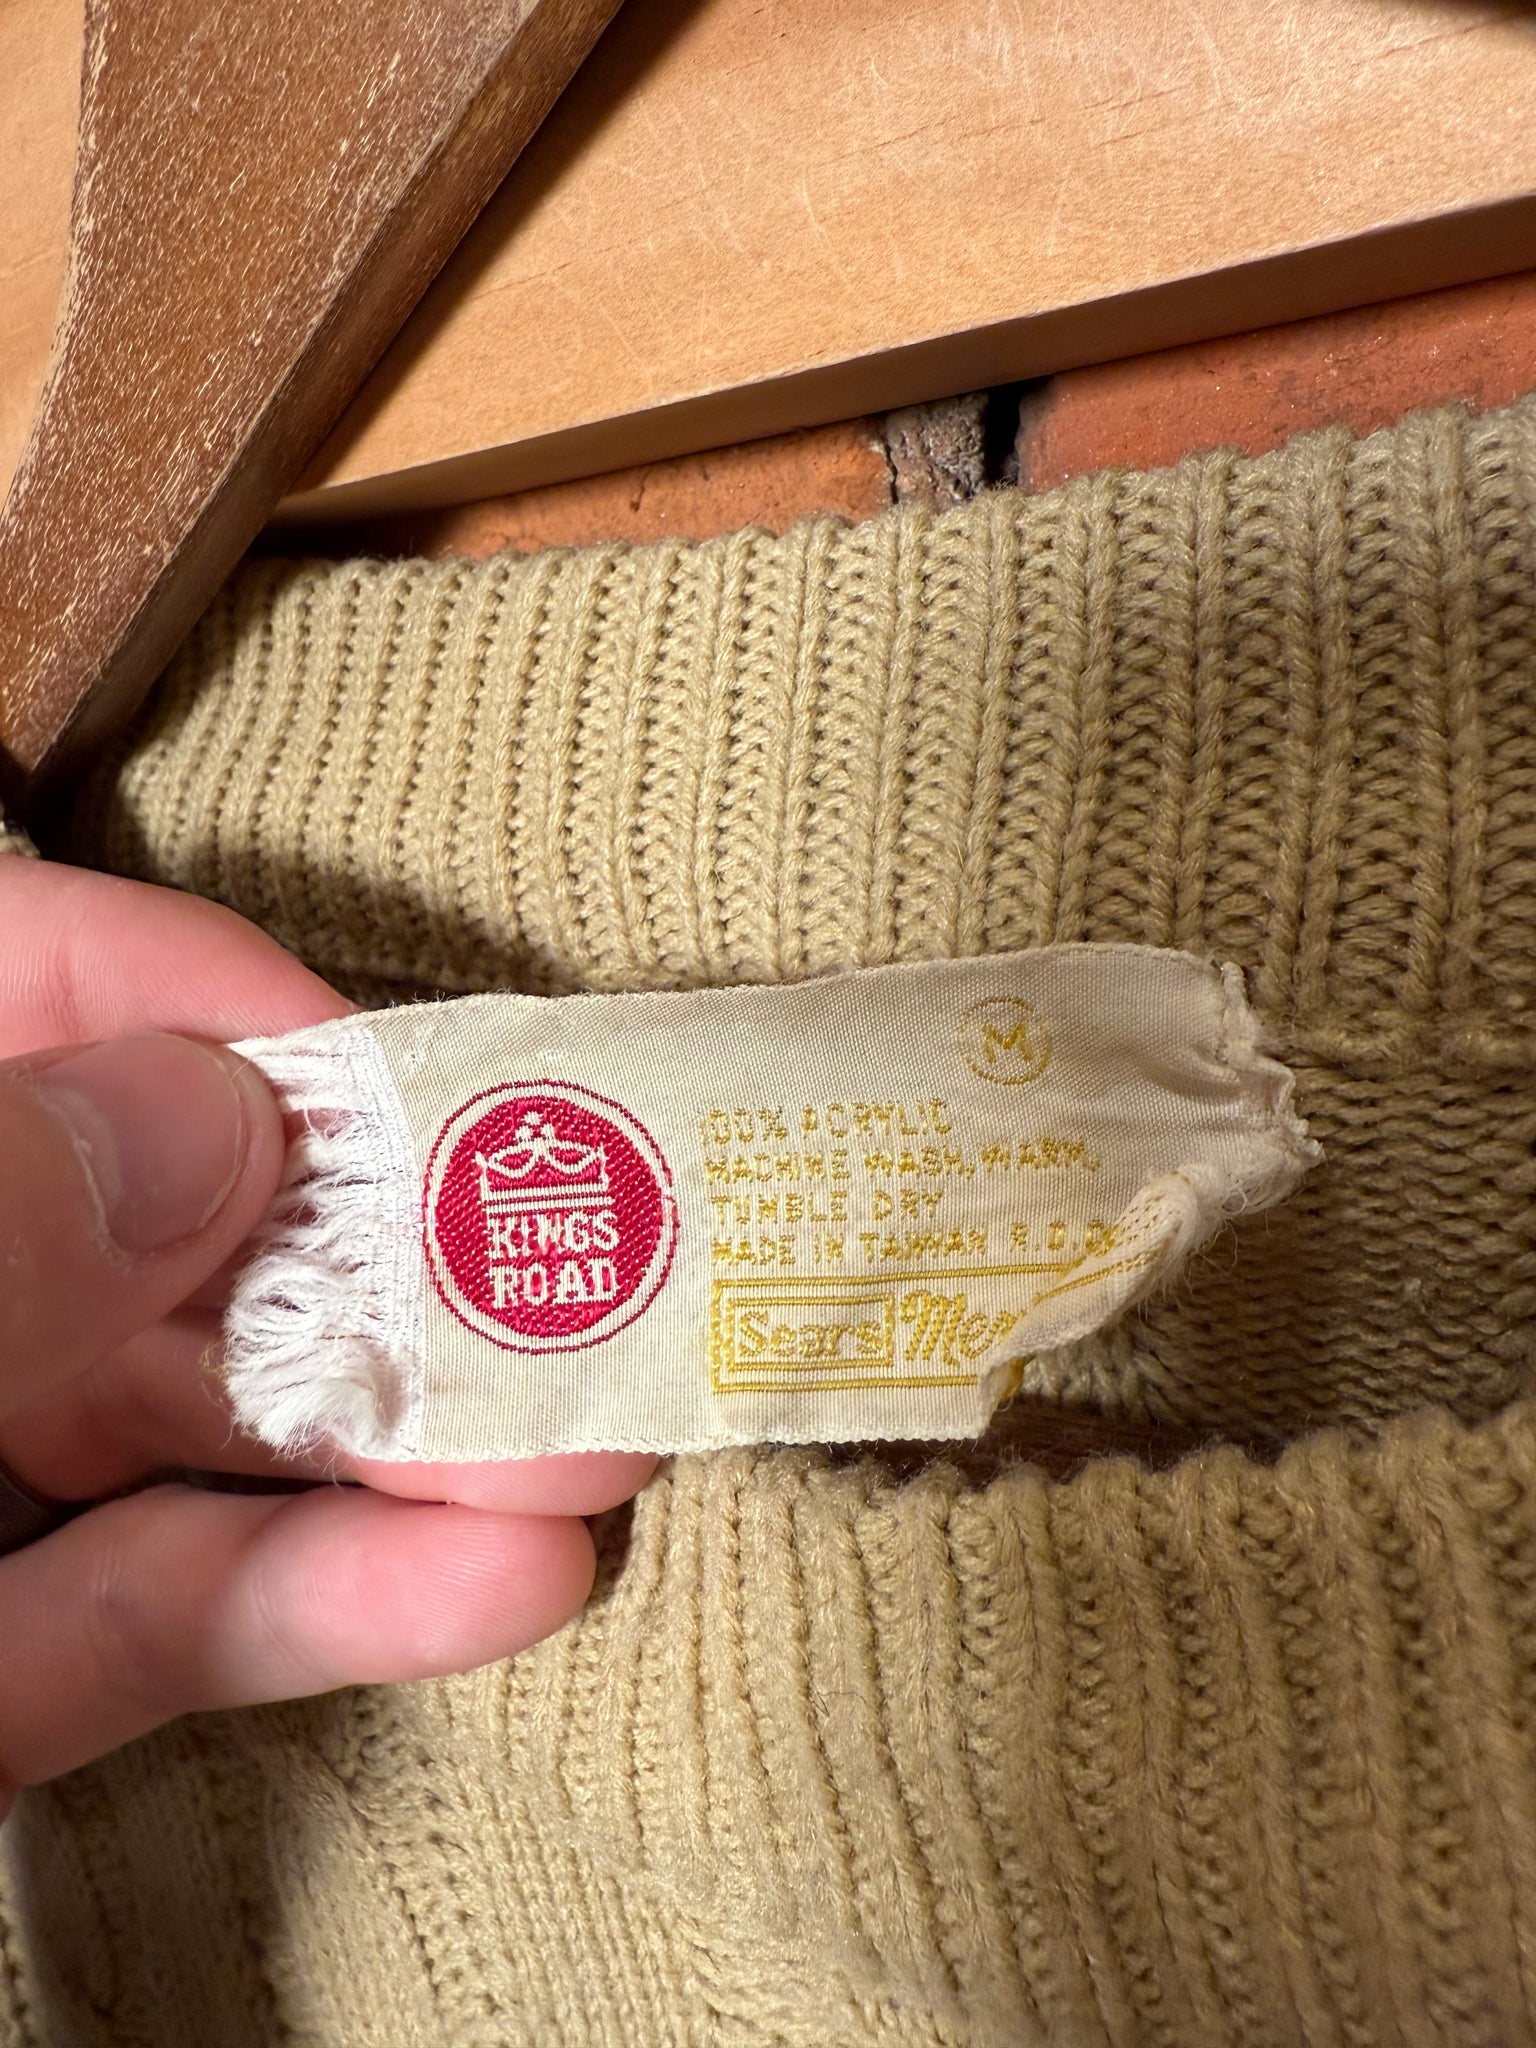 KINGS
ROAD
M
100% ACRYLIC
MACHINE WASH, WARM,
TUMBLE DRY
MADE IN TAIWAN R.O.
Sears